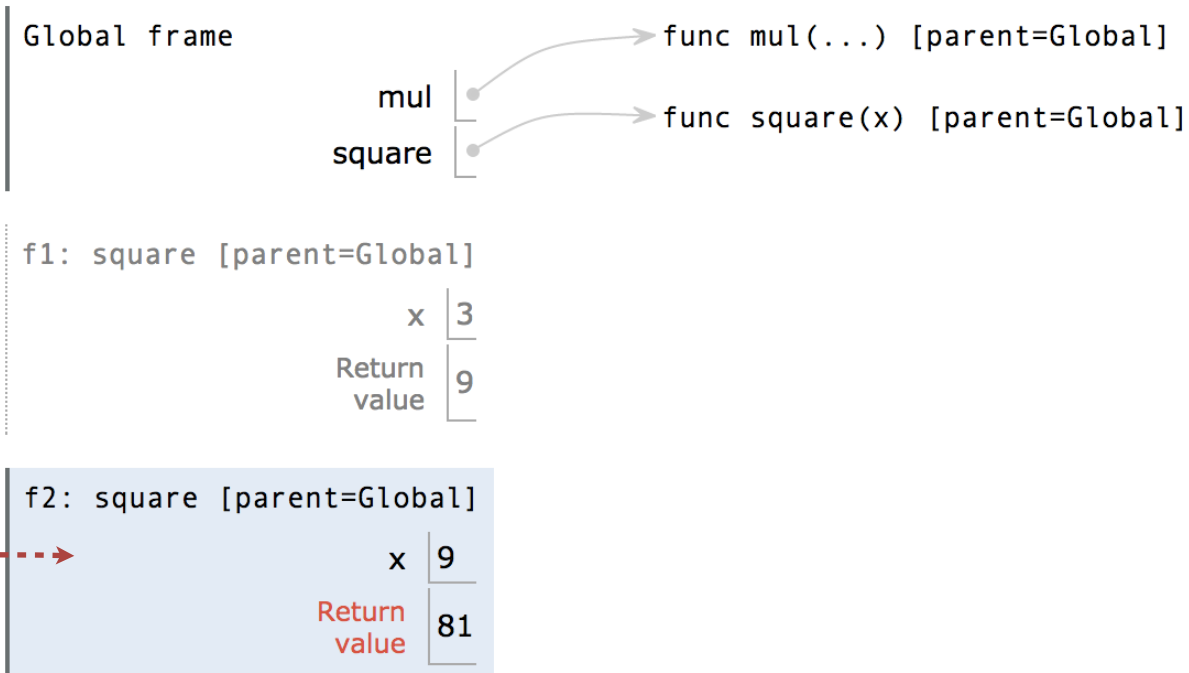 Global frame
func mul(...) [parent=Global]
mul
func square(x) [parent=Global]
square
f1: square [parent=Global]
x 3
Return
value 9
f2: square [parent=Global]
x 9
Return
value 81